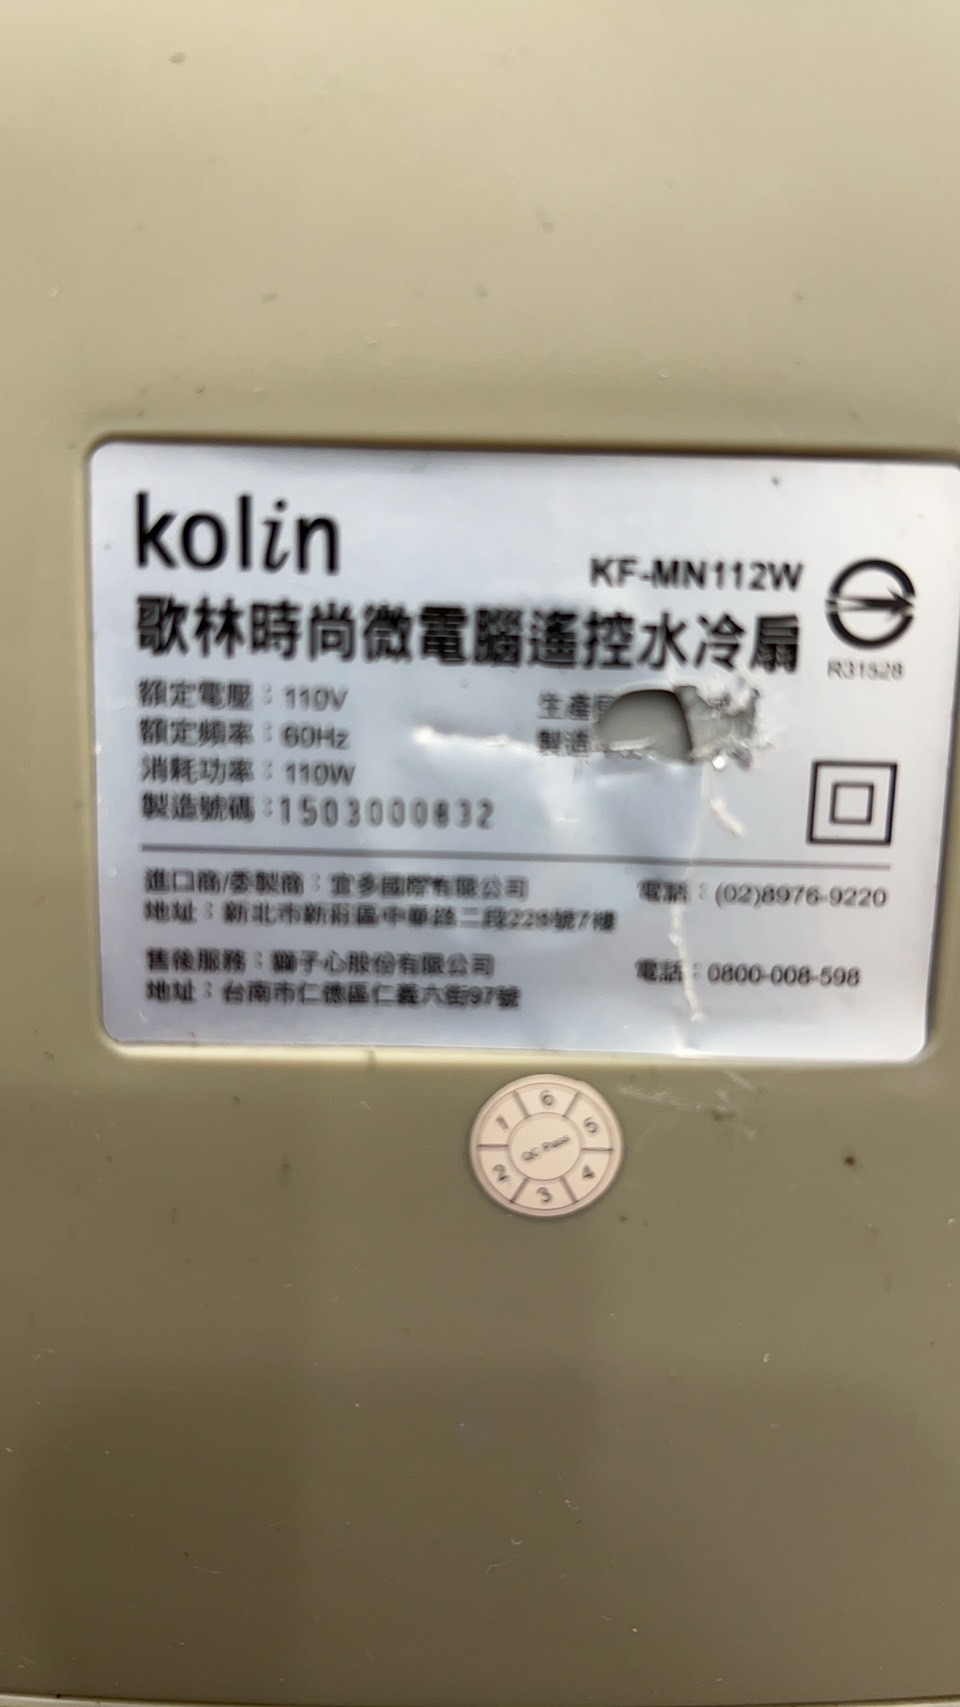 kolin
KF-MN112W
歌林時尚微電腦遙控水冷扇
R31528
額定電壓：110V
生產
額定頻率：60Hz
製造
消耗功率：110W
製造號碼：1503000832
進口商/委製商：宜多國際有限公司
電話：(02)8976-9220
地址：新北市新莊區中華路二段228號7樓
售後服務：獅子心股份有限公司
電話：0800-008-598
地址：台南市仁德區仁義六街97號
1 6 5 2 3 4
QC Pass